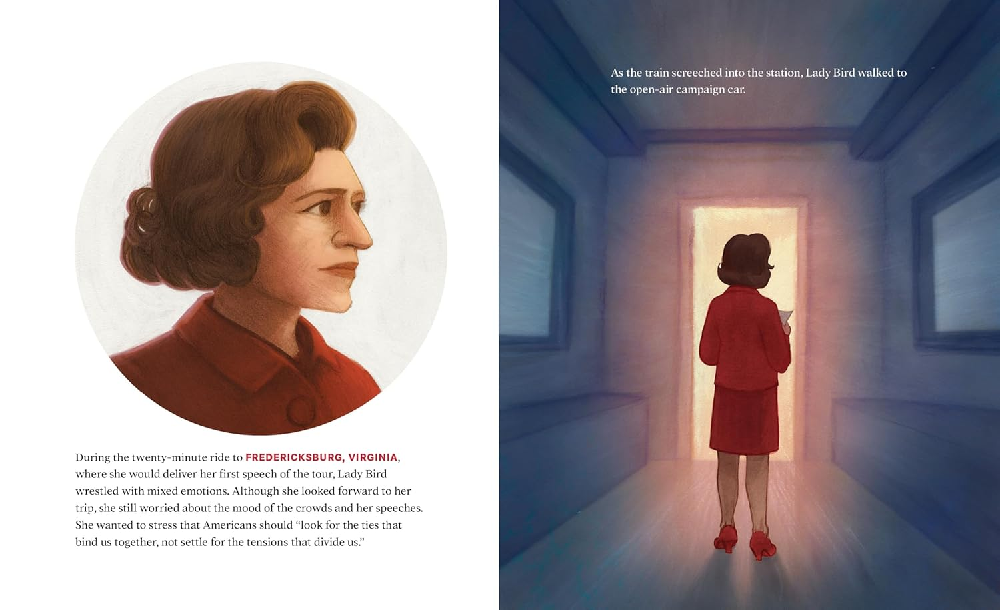 During the twenty-minute ride to FREDERICKSBURG, VIRGINIA,
where she would deliver her first speech of the tour, Lady Bird
wrestled with mixed emotions. Although she looked forward to her
trip, she still worried about the mood of the crowds and her speeches.
She wanted to stress that Americans should “look for the ties that
bind us together, not settle for the tensions that divide us.”
As the train screeched into the station, Lady Bird walked to
the open-air campaign car.